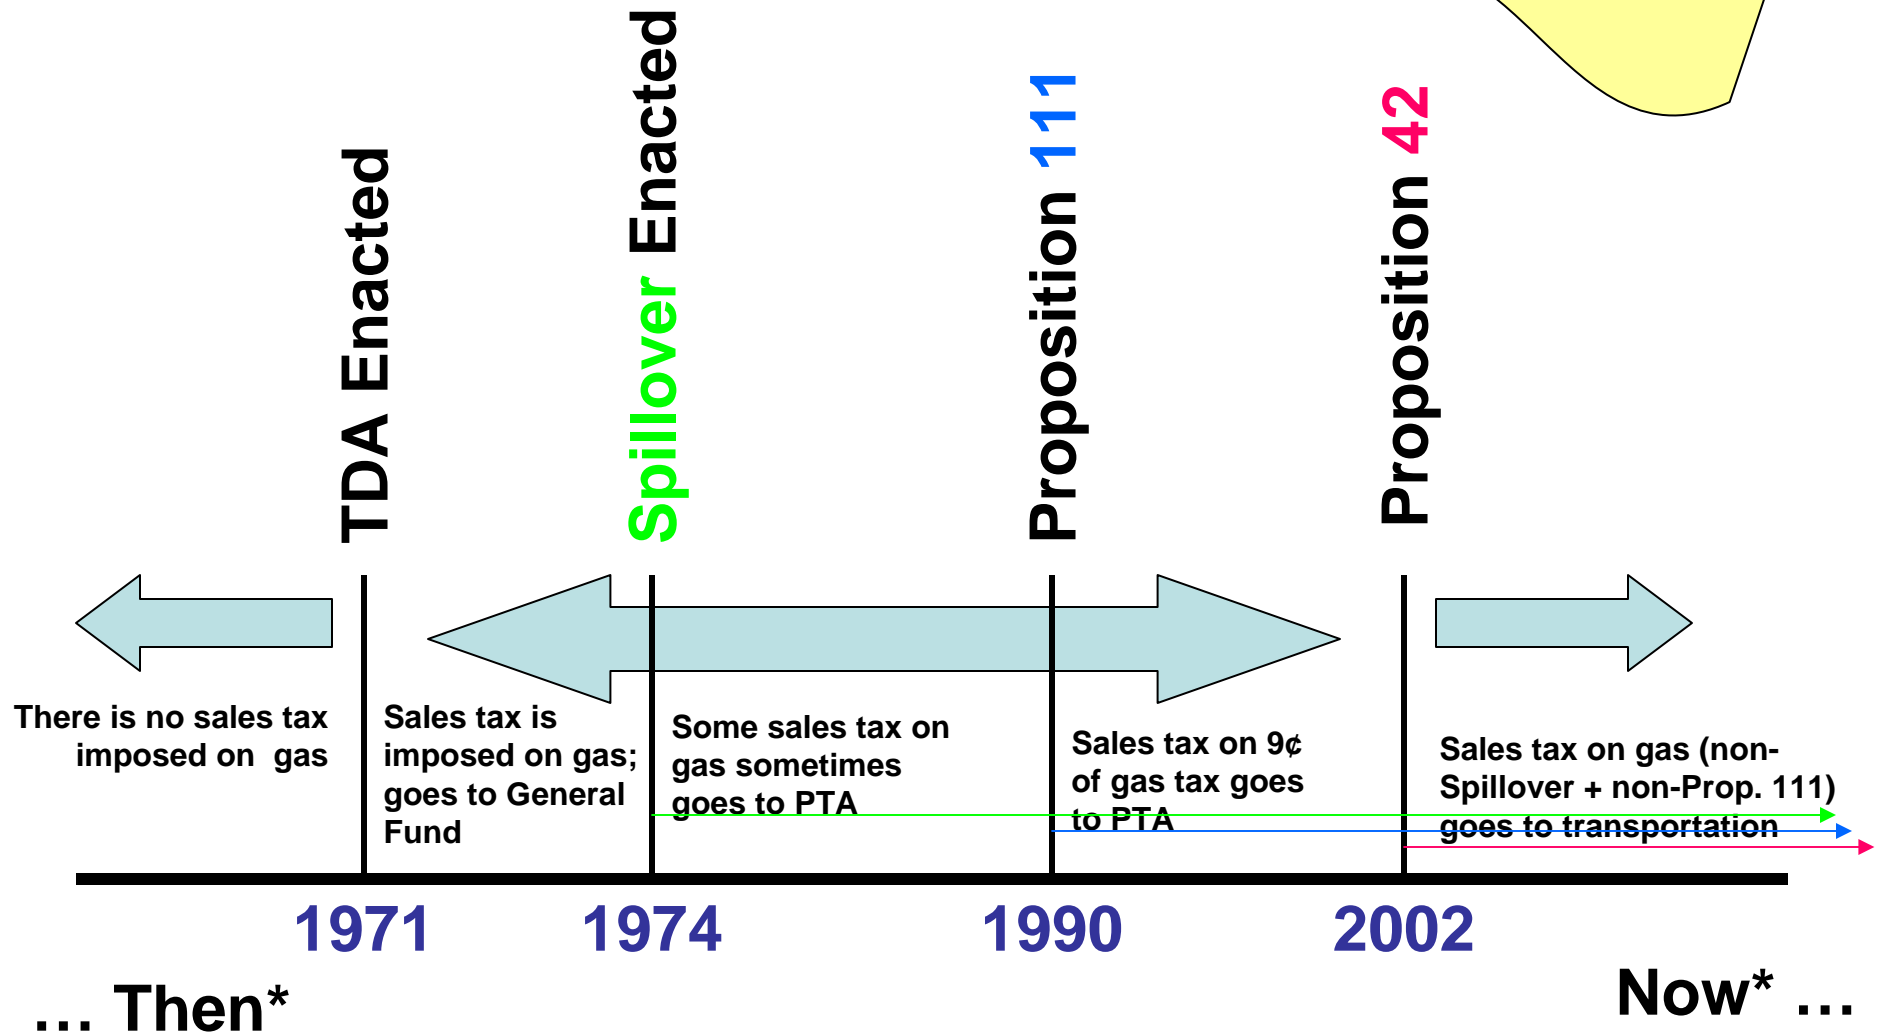 TDA Enacted
Spillover Enacted
Proposition 111
Proposition 42
There is no sales tax
imposed on gas
Sales tax is
imposed on gas;
goes to General
Fund
Some sales tax on
gas sometimes
goes to PTA
Sales tax on 9¢
of gas tax goes
to PTA
Sales tax on gas (non-
Spillover + non-Prop. 111)
goes to transportation
1971
1974
1990
2002
... Then*
Now* ...